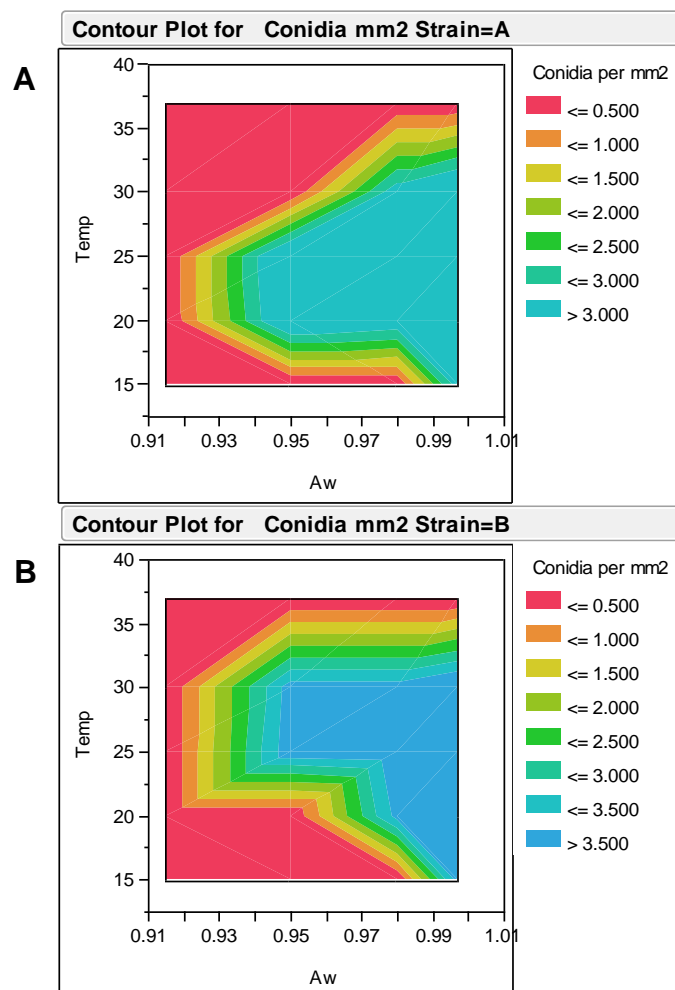 Contour Plot for Conidia mm2 Strain=A
A
40
35
30
25
20
15
Temp
0.91 0.93 0.95 0.97 0.99 1.01
Aw
Conidia per mm2
<= 0.500
<= 1.000
<= 1.500
<= 2.000
<= 2.500
<= 3.000
> 3.000
Contour Plot for Conidia mm2 Strain=B
B
40
35
30
25
20
15
Temp
0.91 0.93 0.95 0.97 0.99 1.01
Aw
Conidia per mm2
<= 0.500
<= 1.000
<= 1.500
<= 2.000
<= 2.500
<= 3.000
<= 3.500
> 3.500